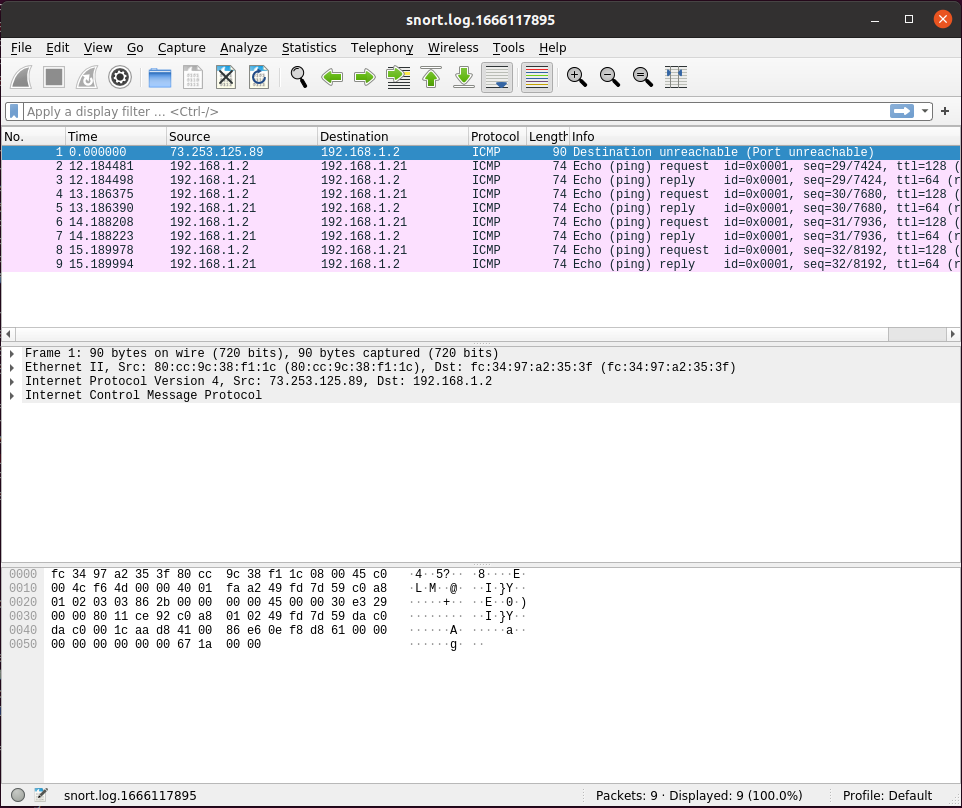 snort.log.1666117895
File Edit View Go Capture Analyze Statistics Telephony Wireless Tools Help
Apply a display filter … <Ctrl-/>
No. Time Source Destination Protocol Length Info
1 0.000000 73.253.125.89 192.168.1.2 ICMP 90 Destination unreachable (Port unreachable)
2 12.184481 192.168.1.2 192.168.1.21 ICMP 74 Echo (ping) request id=0x0001, seq=29/7424, ttl=128 (
3 12.184498 192.168.1.21 192.168.1.2 ICMP 74 Echo (ping) reply id=0x0001, seq=29/7424, ttl=64 (r
4 13.186375 192.168.1.2 192.168.1.21 ICMP 74 Echo (ping) request id=0x0001, seq=30/7680, ttl=128 (
5 13.186390 192.168.1.21 192.168.1.2 ICMP 74 Echo (ping) reply id=0x0001, seq=30/7680, ttl=64 (r
6 14.188208 192.168.1.2 192.168.1.21 ICMP 74 Echo (ping) request id=0x0001, seq=31/7936, ttl=128 (
7 14.188223 192.168.1.21 192.168.1.2 ICMP 74 Echo (ping) reply id=0x0001, seq=31/7936, ttl=64 (r
8 15.189978 192.168.1.2 192.168.1.21 ICMP 74 Echo (ping) request id=0x0001, seq=32/8192, ttl=128 (
9 15.189994 192.168.1.21 192.168.1.2 ICMP 74 Echo (ping) reply id=0x0001, seq=32/8192, ttl=64 (r
Frame 1: 90 bytes on wire (720 bits), 90 bytes captured (720 bits)
Ethernet II, Src: 80:cc:9c:38:f1:1c (80:cc:9c:38:f1:1c), Dst: fc:34:97:a2:35:3f (fc:34:97:a2:35:3f)
Internet Protocol Version 4, Src: 73.253.125.89, Dst: 192.168.1.2
Internet Control Message Protocol
0000 fc 34 97 a2 35 3f 80 cc 9c 38 f1 1c 08 00 45 c0 ·4··5?·· ·8····E·
0010 00 4c f6 4d 00 00 40 01 fa a2 49 fd 7d 59 c0 a8 ·L·M··@· ··I·}Y··
0020 01 02 03 03 86 2b 00 00 00 00 45 00 00 30 e3 29 ·····+·· ··E··0·)
0030 00 00 80 11 ce 92 c0 a8 01 02 49 fd 7d 59 da c0 ········ ··I·}Y··
0040 da c0 00 1c aa d8 41 00 86 e6 0e f8 d8 61 00 00 ······A· ·····a··
0050 00 00 00 00 00 00 67 1a 00 00 ······g· ··
snort.log.1666117895 Packets: 9 · Displayed: 9 (100.0%) Profile: Default